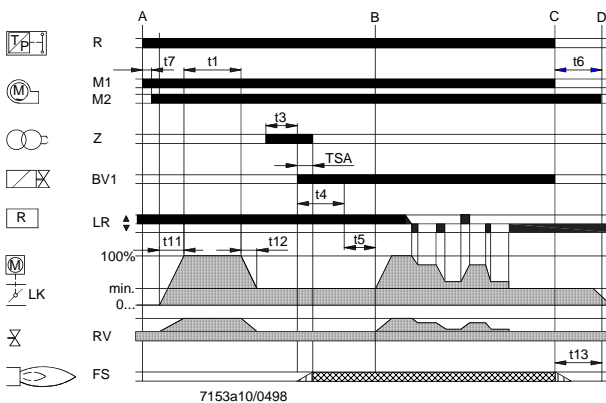 A B C D
T P R
t7 t1 t6
M M1
M2
t3
Z
TSA
BV1
t4
R LR
t5
t11 t12
100%
M
min.
LK
0...
RV
t13
FS
7153a10/0498